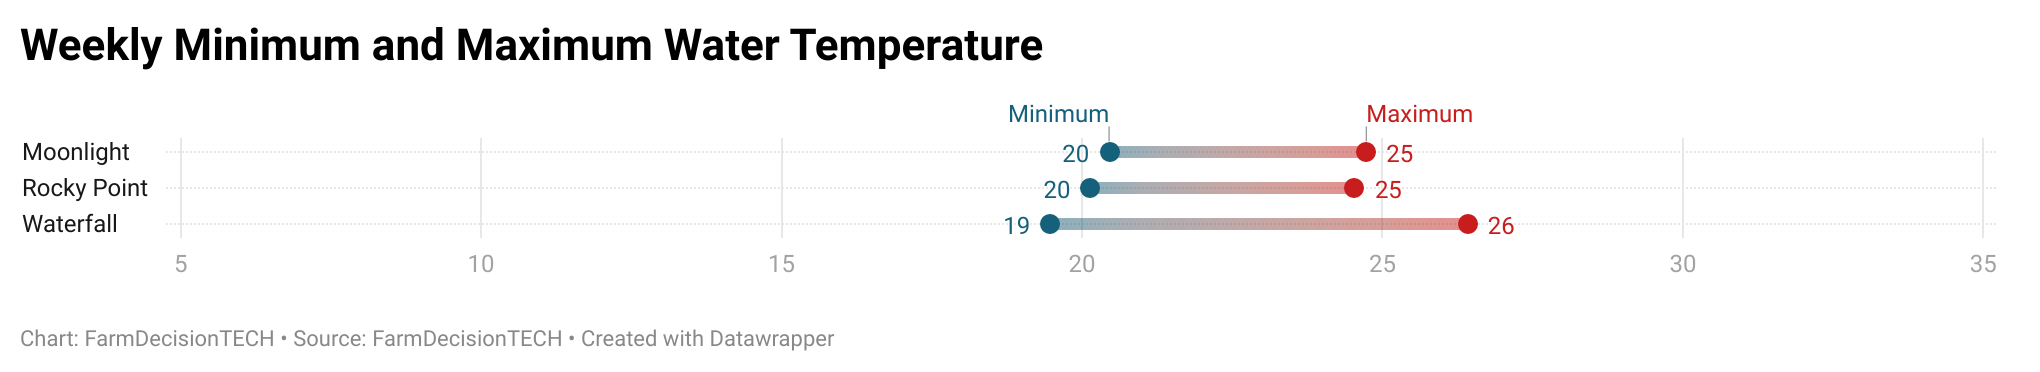 Weekly Minimum and Maximum Water Temperature
Minimum Maximum
Moonlight 20 25
Rocky Point 20 25
Waterfall 19 26
5 10 15 20 25 30 35
Chart: FarmDecisionTECH • Source: FarmDecisionTECH • Created with Datawrapper